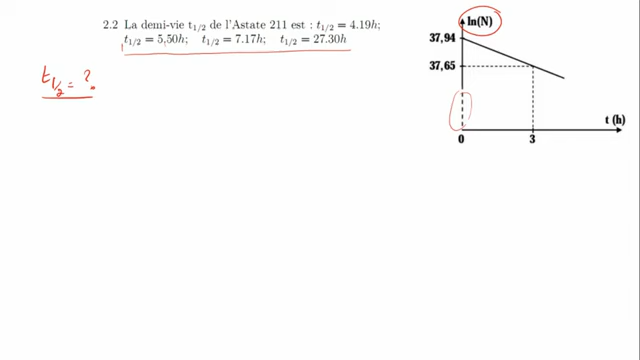 2.2 La demi-vie t1/2 de l'Astate 211 est : t1/2 = 4.19h;
t1/2 = 5,50h; t1/2 = 7.17h; t1/2 = 27.30h
t1/2 = ?
ln(N)
37,94
37,65
t (h)
0
3